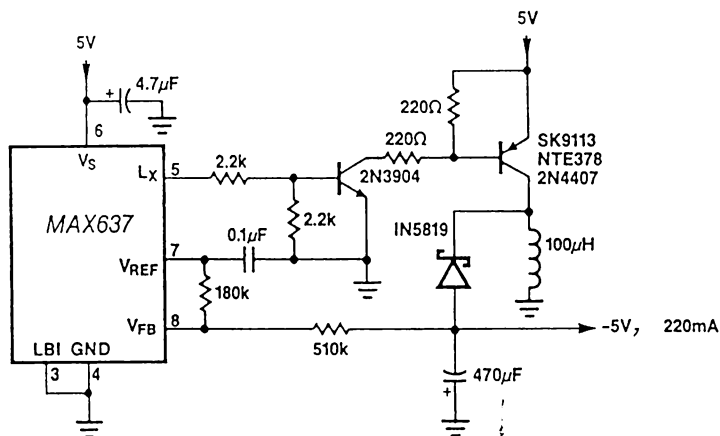 5V
5V
+
4.7µF
6
VS
LX
5
2.2k
220Ω
220Ω
SK9113
NTE378
2N4407
2N3904
MAX637
2.2k
IN5819
0.1µF
7
VREF
100µH
180k
VFB
8
510k
-5V, 220mA
LBI GND
3
4
470µF
+